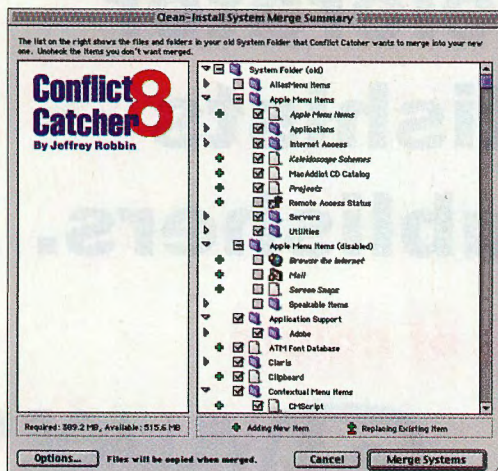 Clean-Install System Merge Summary
The list on the right shows the files and folders in your old System Folder that Conflict Catcher wants to merge into your new
one. Uncheck the items you don't want merged.
Conflict
Catcher 8
By Jeffrey Robbin
System Folder (old)
AliasMenu Items
Apple Menu Items
Apple Menu Items
Applications
Internet Access
Kaleidoscope Schemes
MacAddict CD Catalog
Projects
Remote Access Status
Servers
Utilities
Apple Menu Items (disabled)
Browse the Internet
Mail
Screen Snaps
Speakable Items
Application Support
Adobe
ATM Font Database
Claris
Clipboard
Contextual Menu Items
CMScript
Required: 389.2 MB, Available: 515.6 MB
Adding New Item
Replacing Existing Item
Options...
Files will be copied when merged.
Cancel
Merge Systems